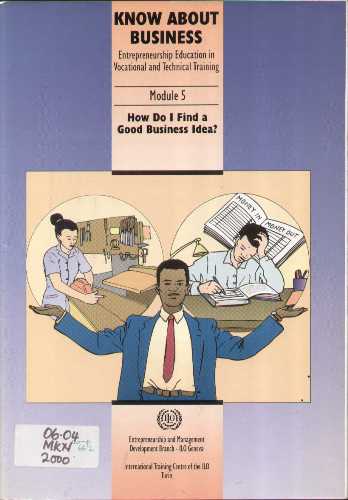 KNOW ABOUT
BUSINESS
Entrepreneurship Education in
Vocational and Technical Training
Module 5
How Do I Find a
Good Business Idea?
MONEY IN
MONEY OUT
Entrepreneurship and Management
Development Branch - ILO Geneva
International Training Centre of the ILO
Turin
06.04
MKN
2000